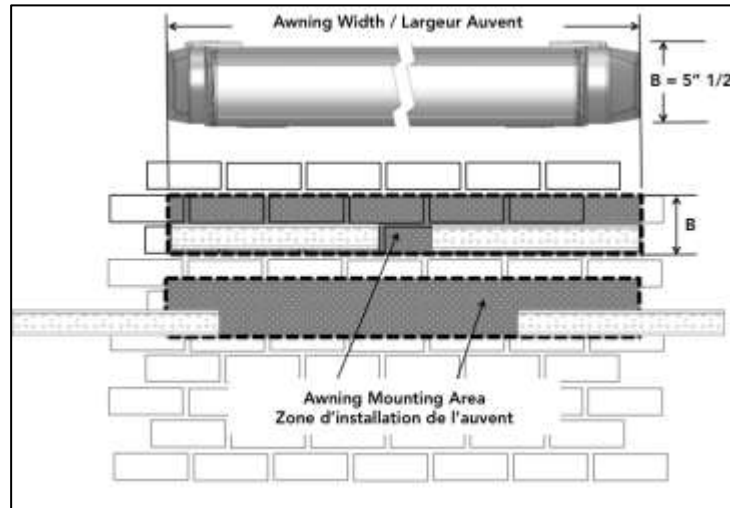 Awning Width / Largeur Auvent
B = 5" 1/2
B
Awning Mounting Area
Zone d'installation de l'auvent